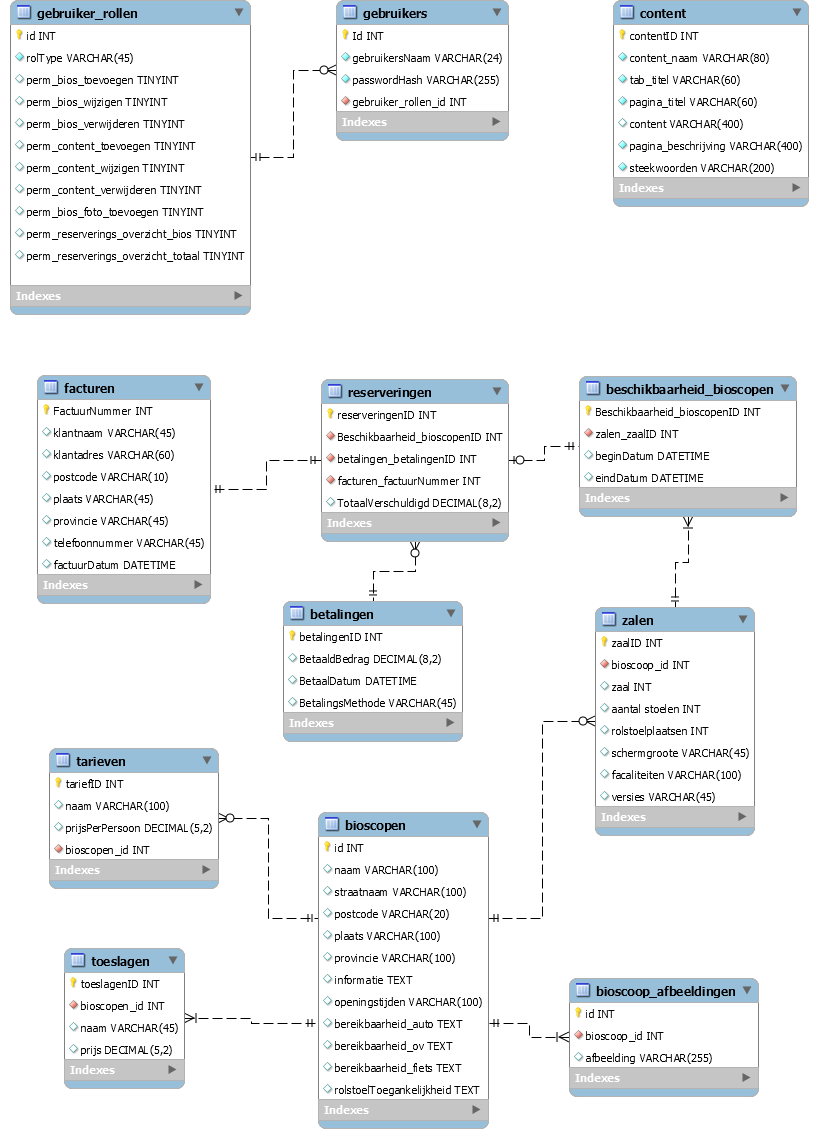 gebruiker_rollen
id INT
rolType VARCHAR(45)
perm_bios_toevoegen TINYINT
perm_bios_wijzigen TINYINT
perm_bios_verwijderen TINYINT
perm_content_toevoegen TINYINT
perm_content_wijzigen TINYINT
perm_content_verwijderen TINYINT
perm_bios_foto_toevoegen TINYINT
perm_reserverings_overzicht_bios TINYINT
perm_reserverings_overzicht_totaal TINYINT
Indexes
gebruikers
Id INT
gebruikersNaam VARCHAR(24)
passwordHash VARCHAR(255)
gebruiker_rollen_id INT
Indexes
content
contentID INT
content_naam VARCHAR(80)
tab_titel VARCHAR(60)
pagina_titel VARCHAR(60)
content VARCHAR(400)
pagina_beschrijving VARCHAR(400)
steekwoorden VARCHAR(200)
Indexes
facturen
FactuurNummer INT
klantnaam VARCHAR(45)
klantadres VARCHAR(60)
postcode VARCHAR(10)
plaats VARCHAR(45)
provincie VARCHAR(45)
telefoonnummer VARCHAR(45)
factuurDatum DATETIME
Indexes
reserveringen
reserveringenID INT
Beschikbaarheid_bioscopenID INT
betalingen_betalingenID INT
facturen_factuurNummer INT
TotaalVerschuldigd DECIMAL(8,2)
Indexes
beschikbaarheid_bioscopen
Beschikbaarheid_bioscopenID INT
zalen_zaalID INT
beginDatum DATETIME
eindDatum DATETIME
Indexes
betalingen
betalingenID INT
BetaaldBedrag DECIMAL(8,2)
BetaalDatum DATETIME
BetalingsMethode VARCHAR(45)
Indexes
zalen
zaalID INT
bioscoop_id INT
zaal INT
aantal stoelen INT
rolstoelplaatsen INT
schermgroote VARCHAR(45)
facaliteiten VARCHAR(100)
versies VARCHAR(45)
Indexes
tarieven
tariefID INT
naam VARCHAR(100)
prijsPerPersoon DECIMAL(5,2)
bioscopen_id INT
Indexes
bioscopen
id INT
naam VARCHAR(100)
straatnaam VARCHAR(100)
postcode VARCHAR(20)
plaats VARCHAR(100)
provincie VARCHAR(100)
informatie TEXT
openingstijden VARCHAR(100)
bereikbaarheid_auto TEXT
bereikbaarheid_ov TEXT
bereikbaarheid_fiets TEXT
rolstoelToegankelijkheid TEXT
Indexes
toeslagen
toeslagenID INT
bioscopen_id INT
naam VARCHAR(45)
prijs DECIMAL(5,2)
Indexes
bioscoop_afbeeldingen
id INT
bioscoop_id INT
afbeelding VARCHAR(255)
Indexes